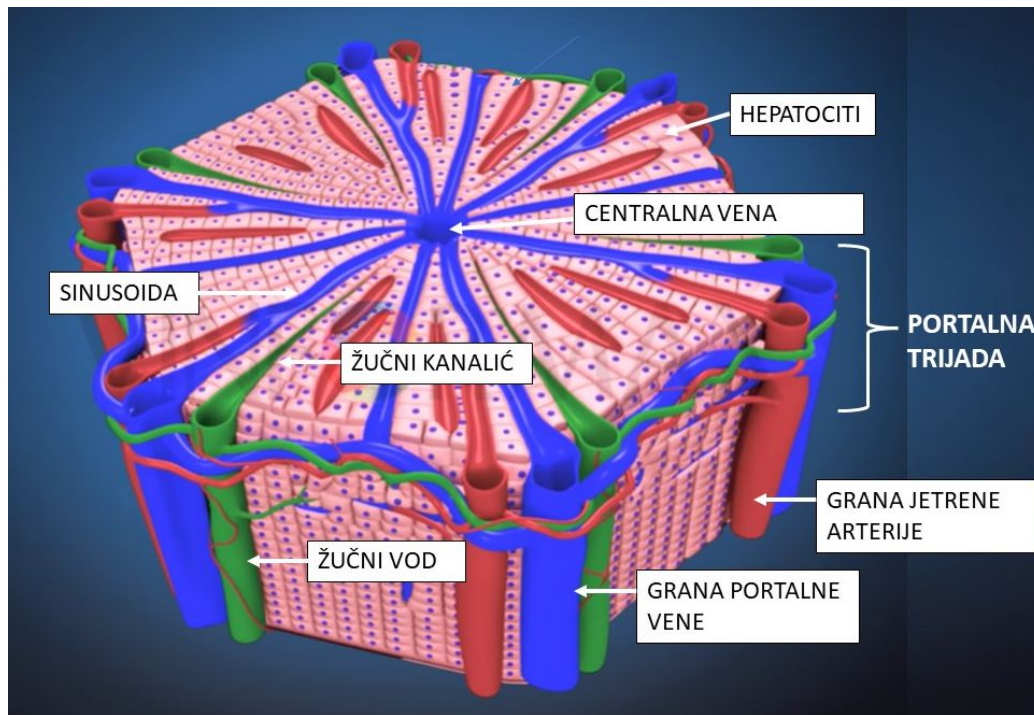 HEPATOCITI
CENTRALNA VENA
SINUSOIDA
ŽUČNI KANALIĆ
PORTALNA
TRIJADA
GRANA JETRENE
ARTERIJE
ŽUČNI VOD
GRANA PORTALNE
VENE